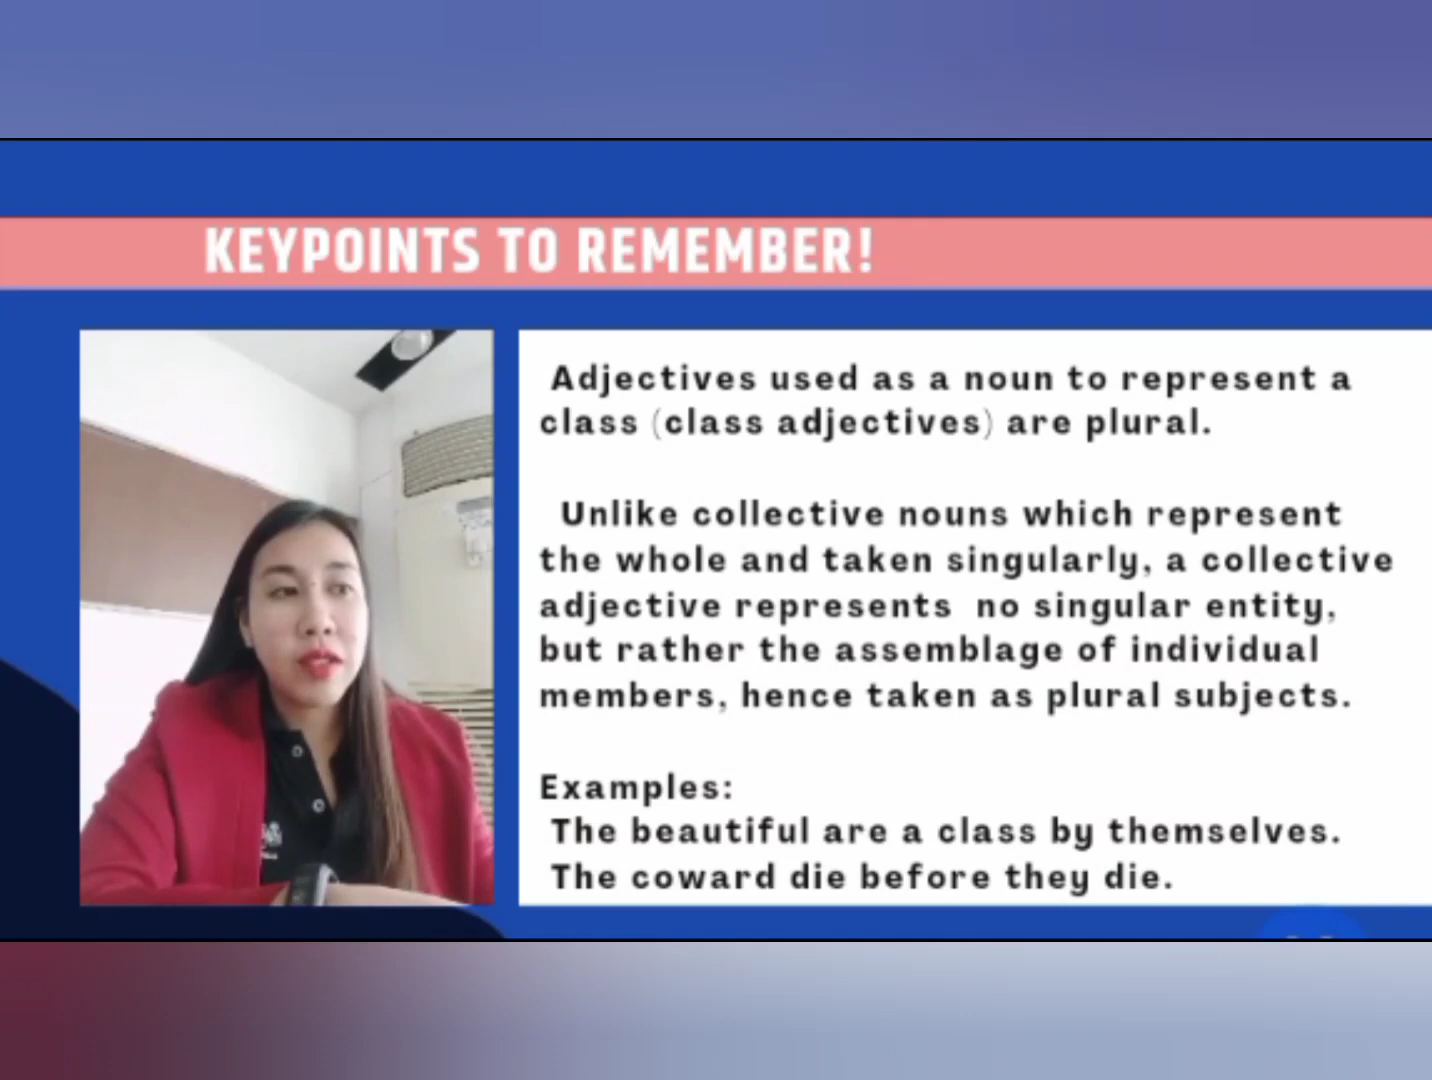 KEYPOINTS TO REMEMBER!
Adjectives used as a noun to represent a
class (class adjectives) are plural.
Unlike collective nouns which represent
the whole and taken singularly, a collective
adjective represents no singular entity,
but rather the assemblage of individual
members, hence taken as plural subjects.
Examples:
The beautiful are a class by themselves.
The coward die before they die.